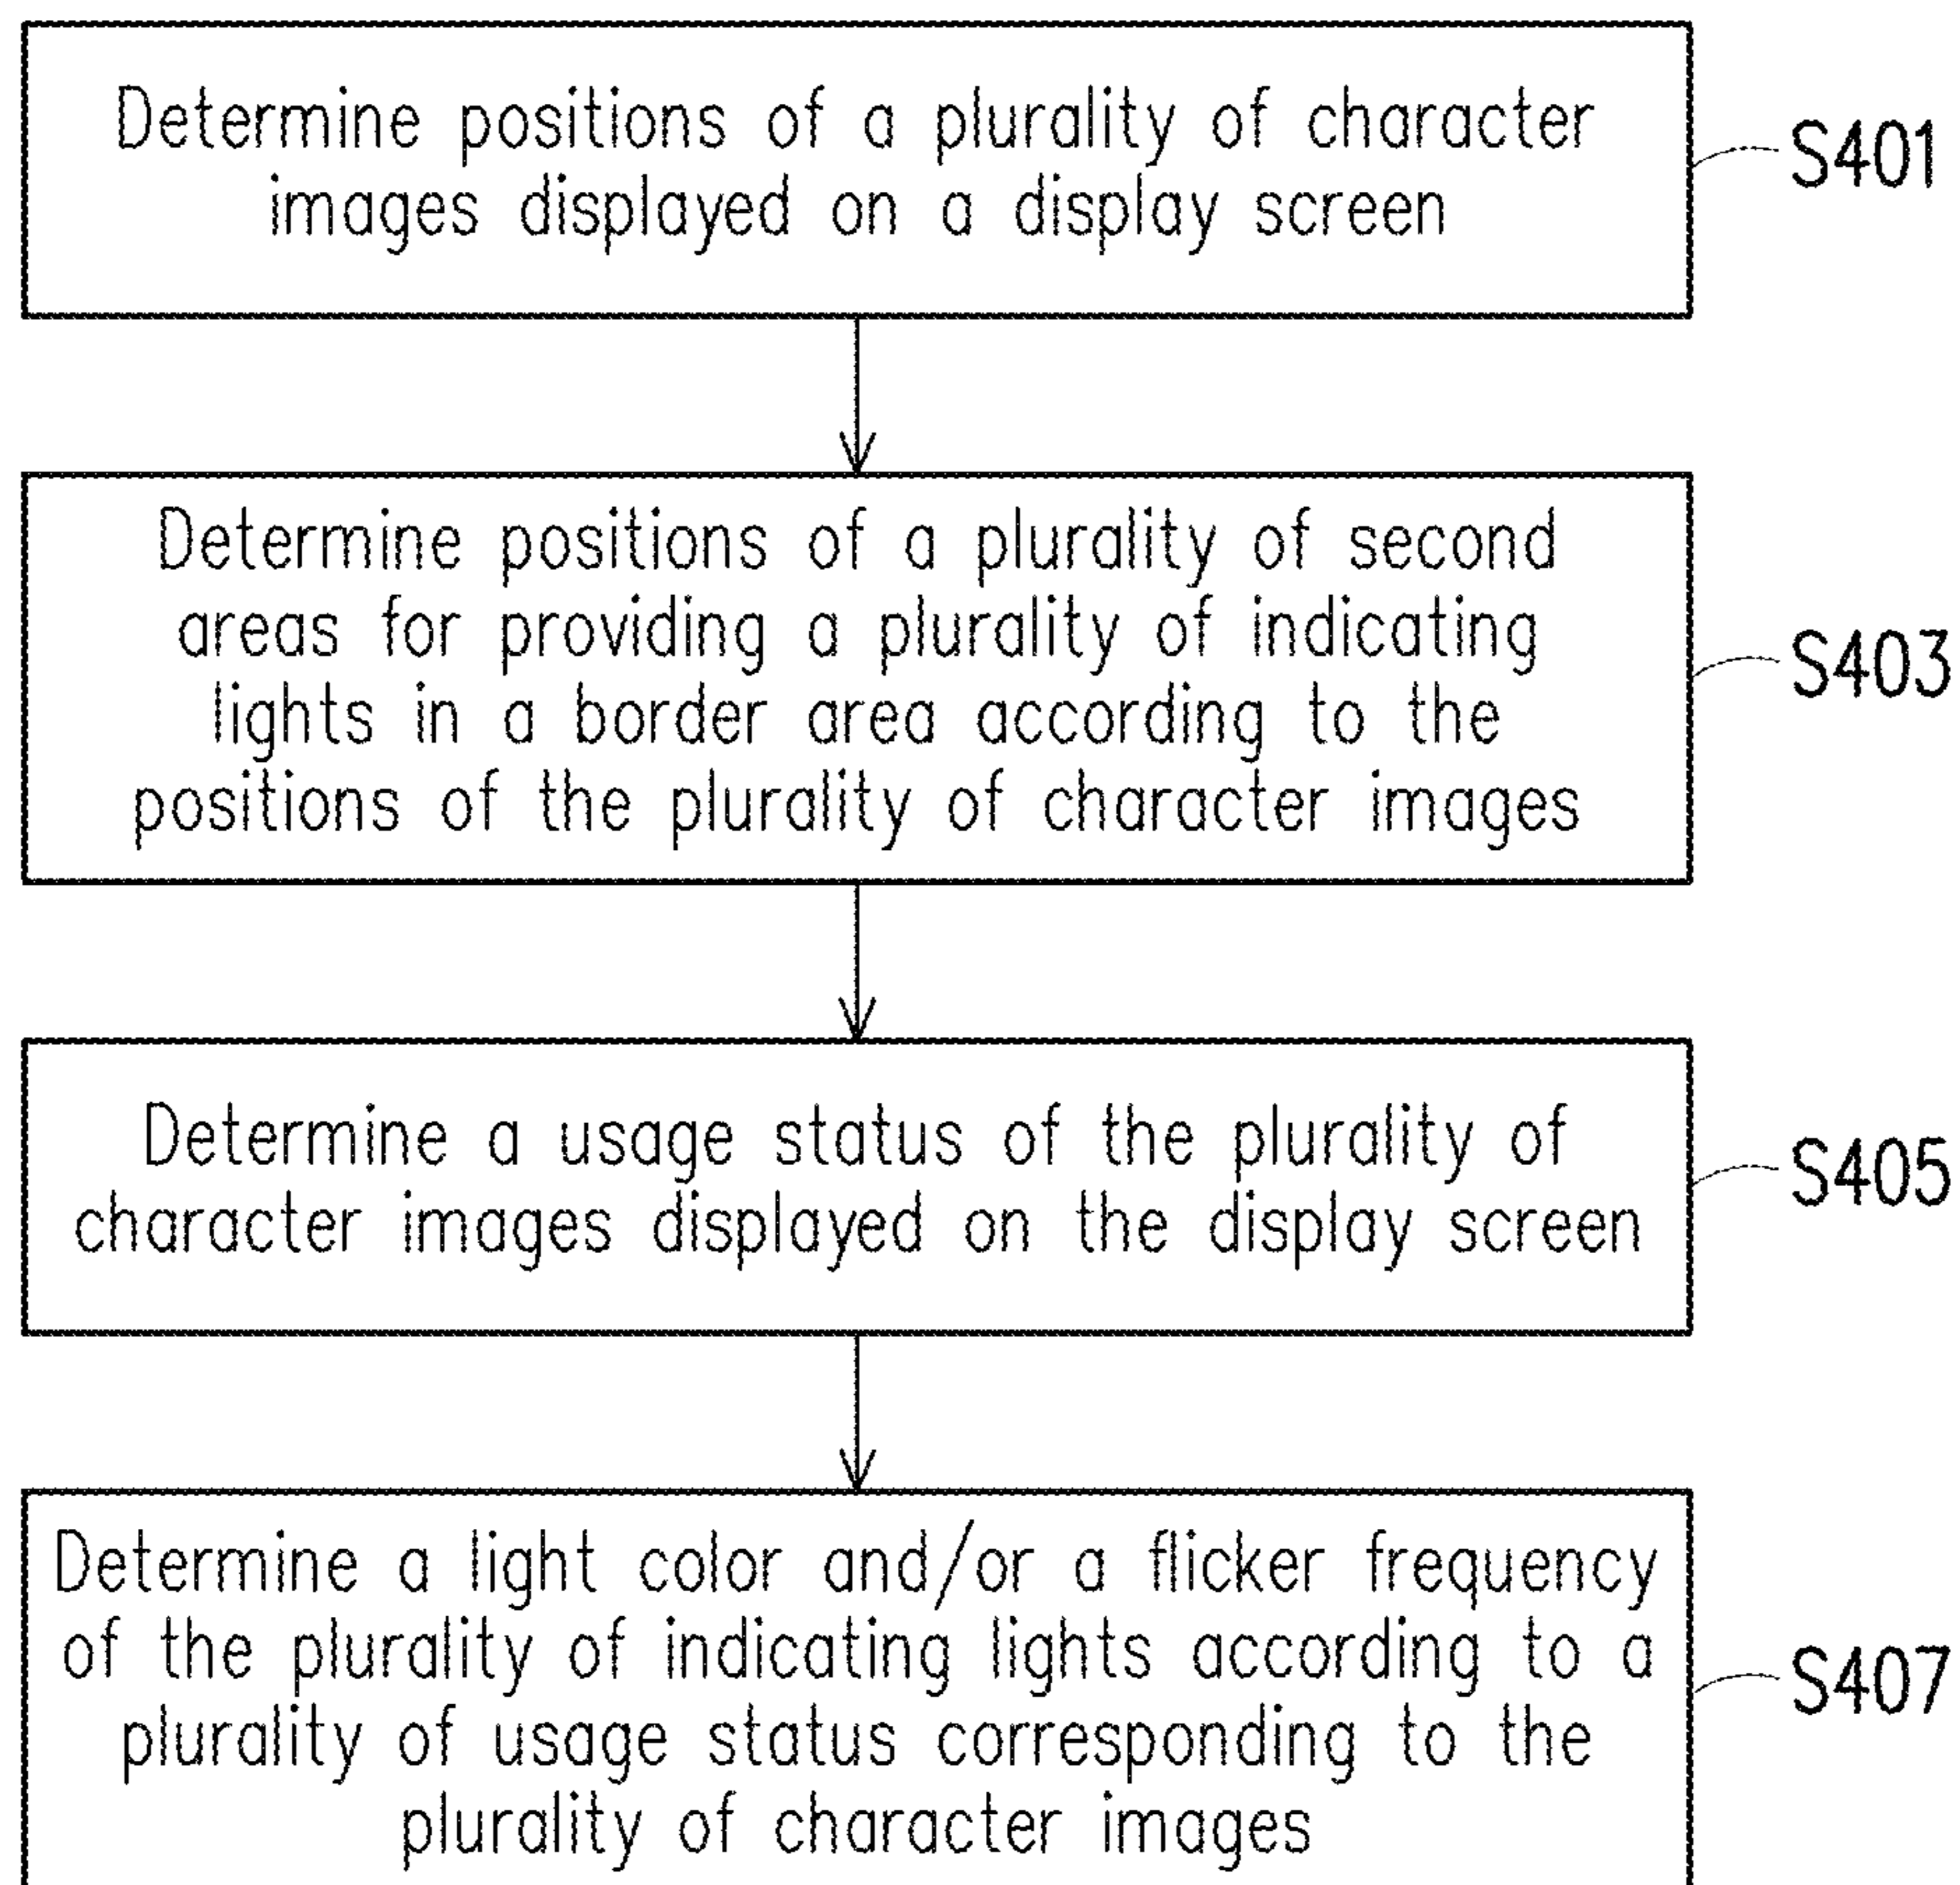 Determine positions of a plurality of character
images displayed on a display screen
S401
Determine positions of a plurality of second
areas for providing a plurality of indicating
lights in a border area according to the
positions of the plurality of character images
S403
Determine a usage status of the plurality of
character images displayed on the display screen
S405
Determine a light color and/or a flicker frequency
of the plurality of indicating lights according to a
plurality of usage status corresponding to the
plurality of character images
S407